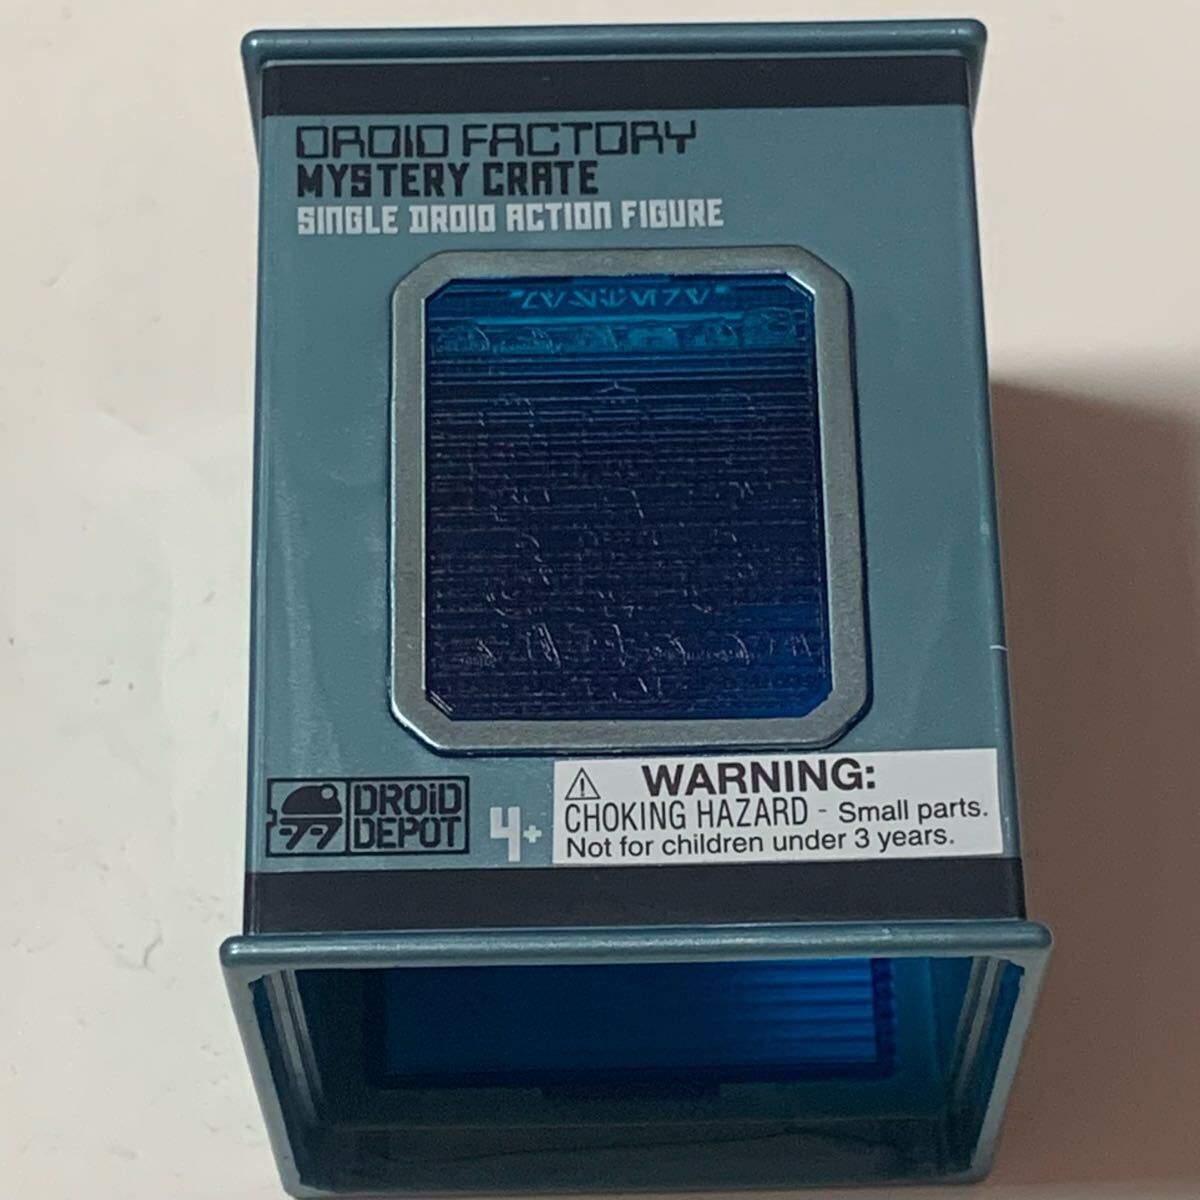 DROID FACTORY
MYSTERY CRATE
SINGLE DROID ACTION FIGURE
DROiD
DEPOT
4+
WARNING:
CHOKING HAZARD - Small parts.
Not for children under 3 years.